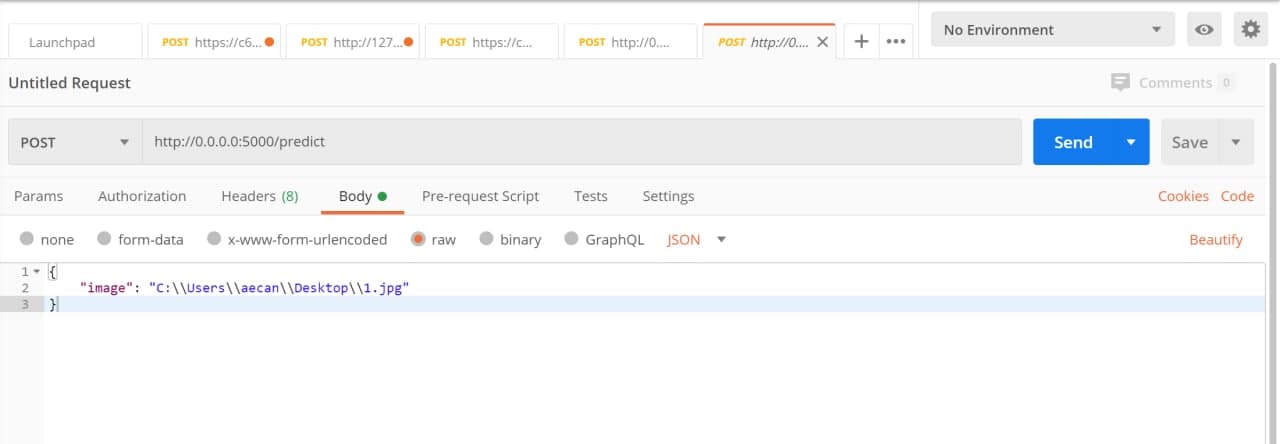 Launchpad POST https://c6... POST http://127... POST https://c... POST http://0.... POST http://0.... No Environment
Untitled Request Comments 0
POST http://0.0.0.0:5000/predict Send Save
Params Authorization Headers (8) Body Pre-request Script Tests Settings Cookies Code
none form-data x-www-form-urlencoded raw binary GraphQL JSON Beautify
1 {
2 "image": "C:\\Users\\aecan\\Desktop\\1.jpg"
3 }